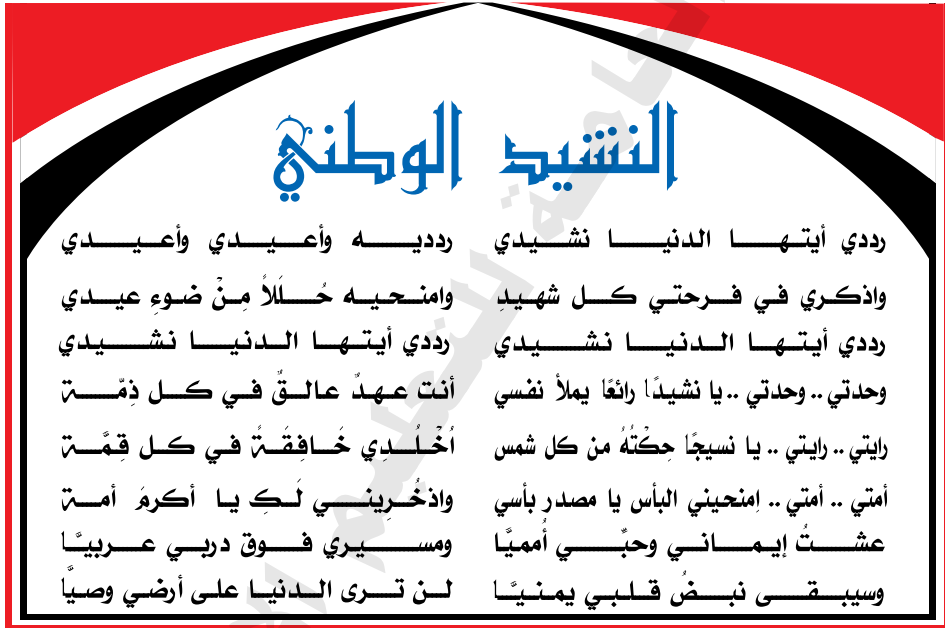 النشيد الوطني
رددي أيتها الدنيا نشيدي ردديه وأعيدي وأعيدي
واذكري في فرحتي كل شهيدِ وامنحيه حُللاً مِنْ ضوءِ عيدي
رددي أيتها الدنيا نشيدي رددي أيتها الدنيا نشيدي
وحدتي .. وحدتي .. يا نشيدًا رائعًا يملأ نفسي أنت عهدٌ عالقٌ في كل ذِمّة
رايتي .. رايتي .. يا نسيجًا حِكْتُهُ من كل شمس اُخْلُدِي خَافِقَةً في كل قِمَّة
أمتي .. أمتي .. اِمنحيني البأس يا مصدر بأسي واذخُرِيني لَكِ يا أكرمَ أمة
عشتُ إيماني وحبِّي أُمميَّا ومسيري فوق دربي عربيَّا
وسيبقى نبضُ قلبي يمنيَّا لن ترى الدنيا على أرضي وصيَّا